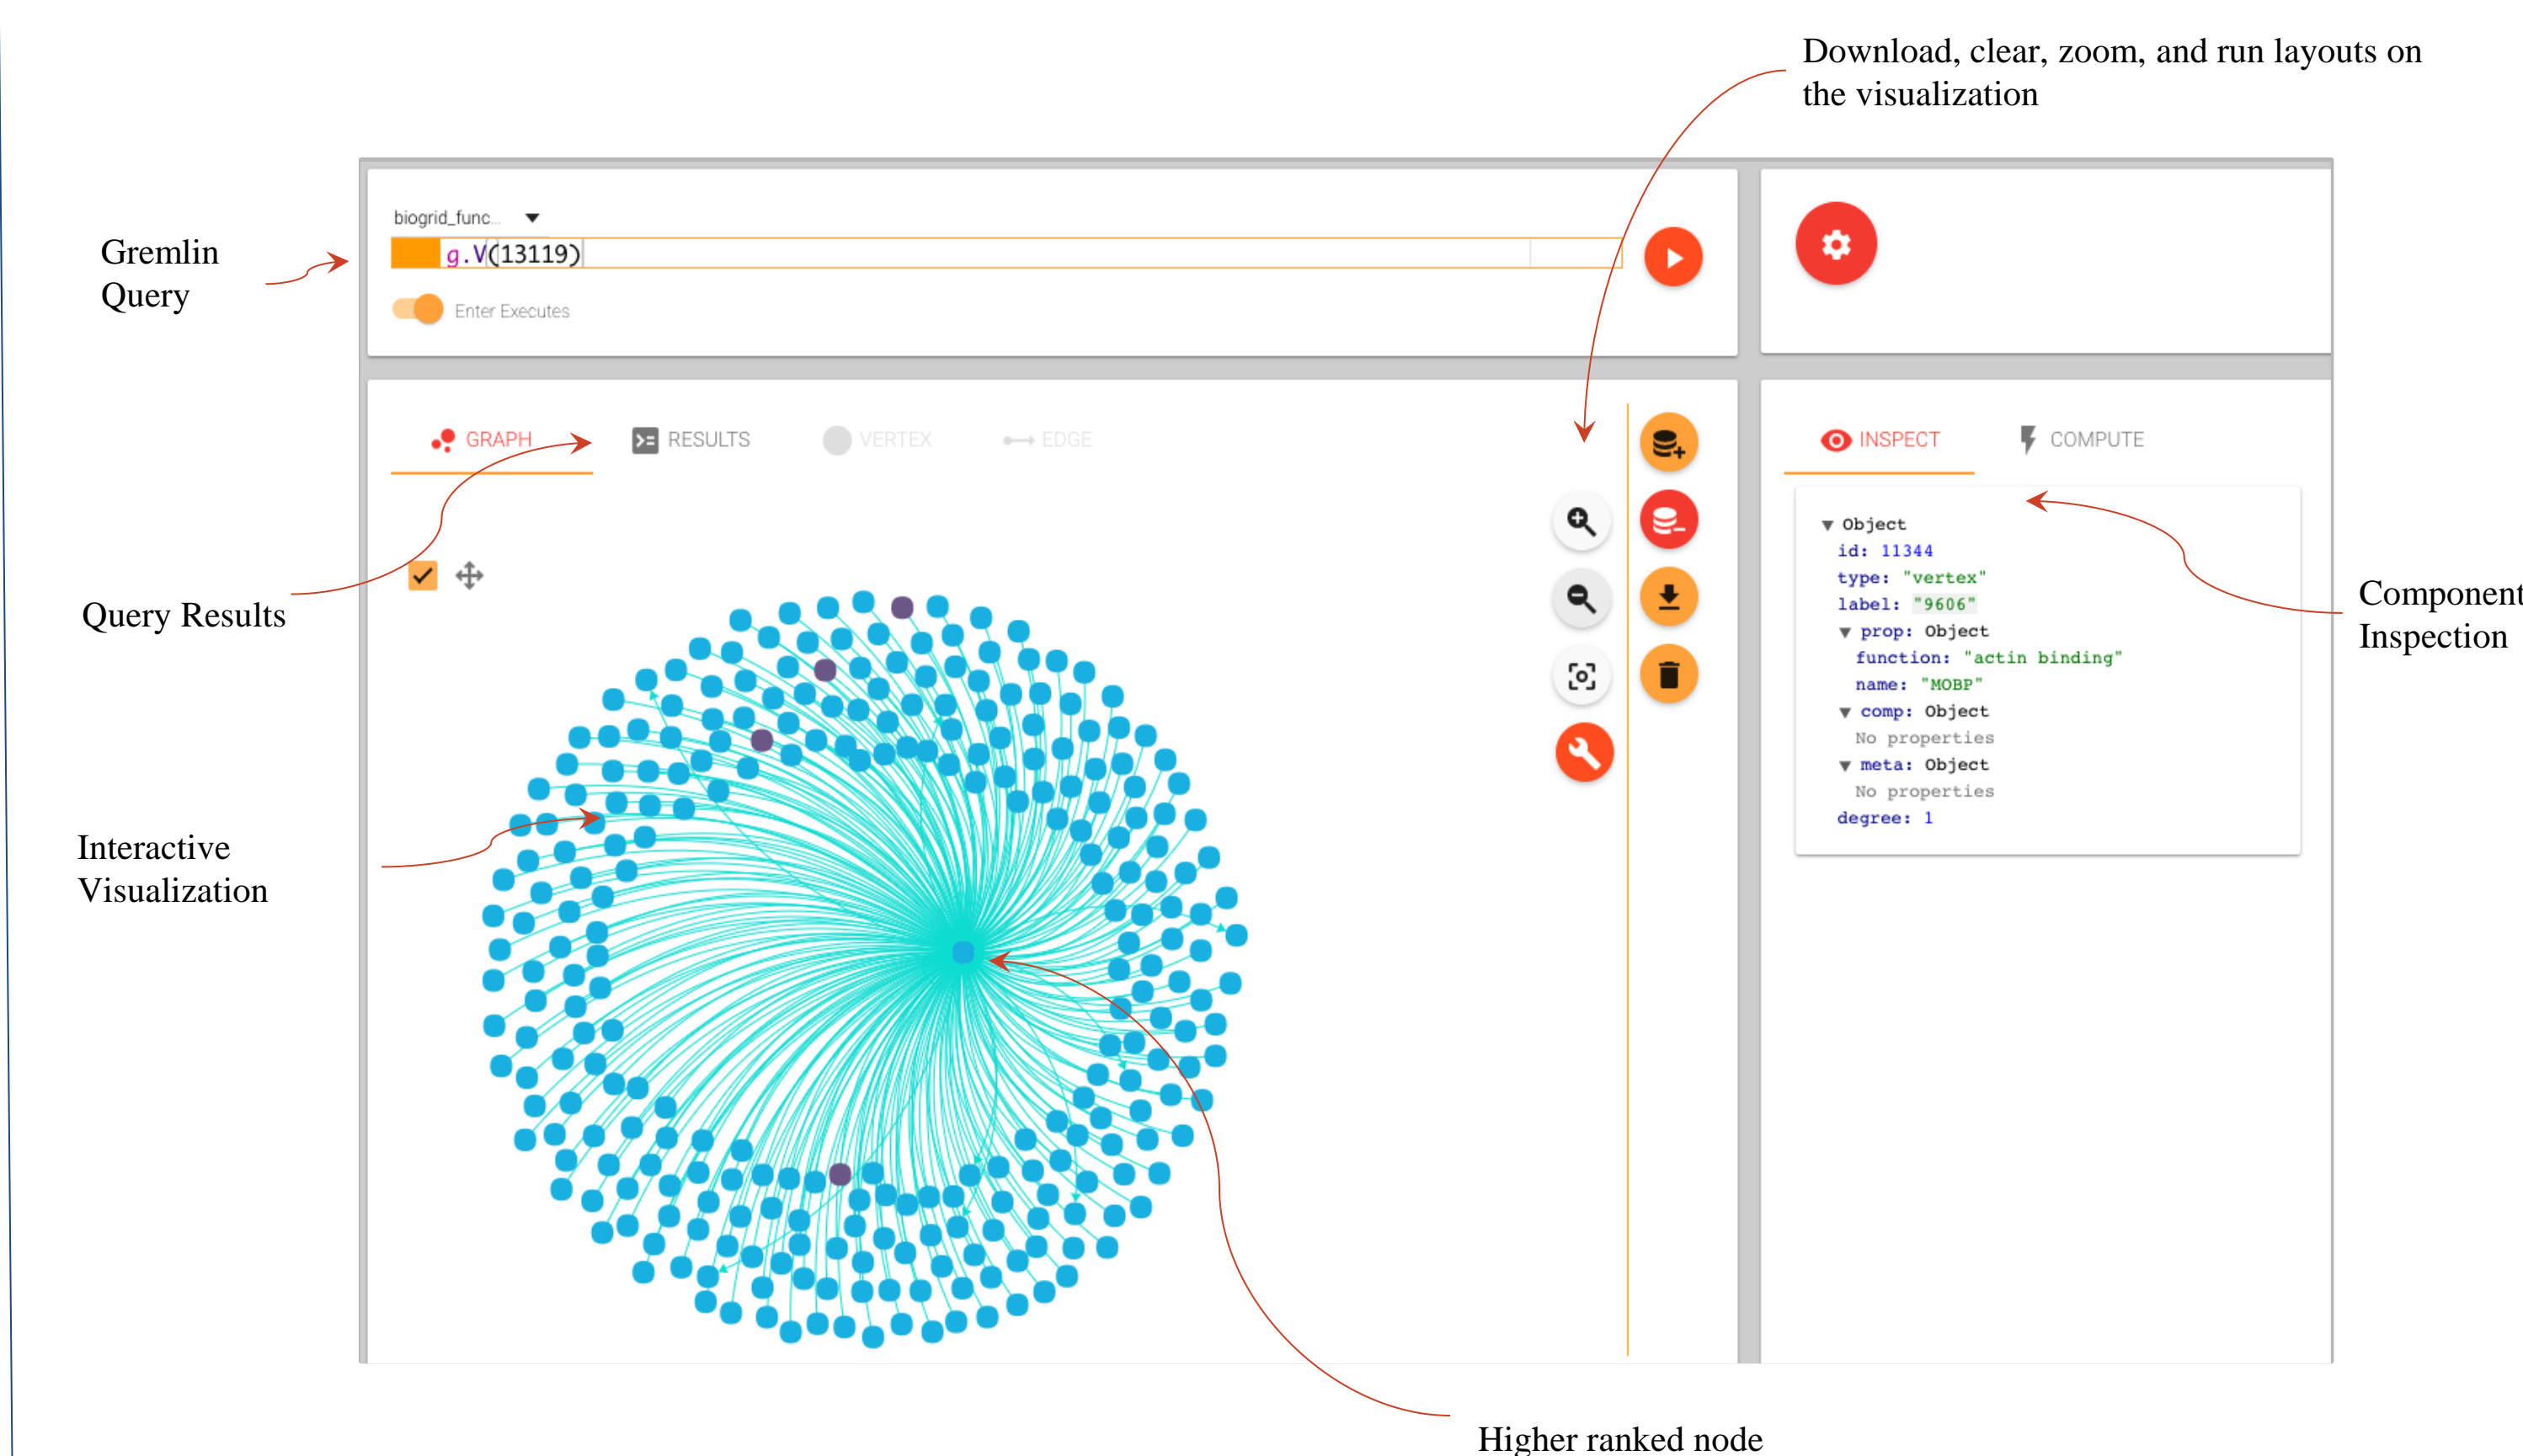 Download, clear, zoom, and run layouts on
the visualization
Gremlin
Query
biogrid_func...
g.V(13119)
Enter Executes
GRAPH
RESULTS
VERTEX
EDGE
INSPECT
COMPUTE
Object
id: 11344
type: "vertex"
label: "9606"
prop: Object
function: "actin binding"
name: "MOBP"
comp: Object
No properties
meta: Object
No properties
degree: 1
Query Results
Component
Inspection
Interactive
Visualization
Higher ranked node